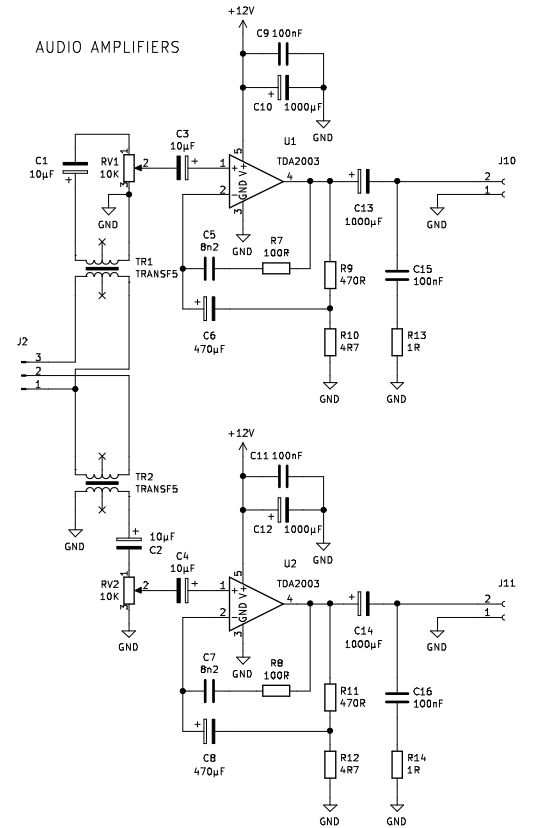 +12V
C9 100nF
AUDIO AMPLIFIERS
C10 1000µF
GND
U1
TDA2003
C1
10µF
RV1
10K
1
2
3
C3
10µF
GND
1
2
5
V+
GND
3
4
GND
J10
2
1
GND
C13
1000µF
C5
8n2
R7
100R
C6
470µF
R9
470R
R10
4R7
GND
C15
100nF
R13
1R
GND
TR1
TRANSF5
J2
3
2
1
TR2
TRANSF5
GND
10µF
C2
RV2
10K
1
2
3
GND
+12V
C11 100nF
C12 1000µF
GND
U2
TDA2003
C4
10µF
1
2
5
V+
GND
3
4
GND
J11
2
1
GND
C14
1000µF
C7
8n2
R8
100R
C8
470µF
R11
470R
R12
4R7
GND
C16
100nF
R14
1R
GND